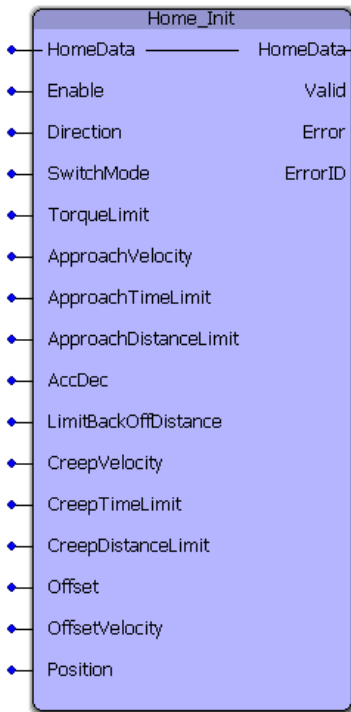 Home_Init
HomeData HomeData
Enable Valid
Direction Error
SwitchMode ErrorID
TorqueLimit
ApproachVelocity
ApproachTimeLimit
ApproachDistanceLimit
AccDec
LimitBackOffDistance
CreepVelocity
CreepTimeLimit
CreepDistanceLimit
Offset
OffsetVelocity
Position